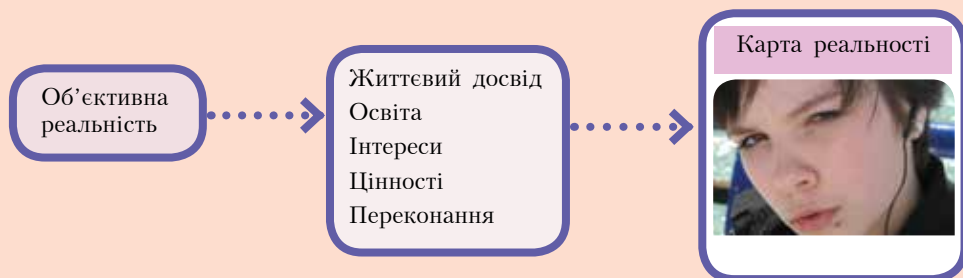 Об’єктивна
реальність
Життєвий досвід
Освіта
Інтереси
Цінності
Переконання
Карта реальності